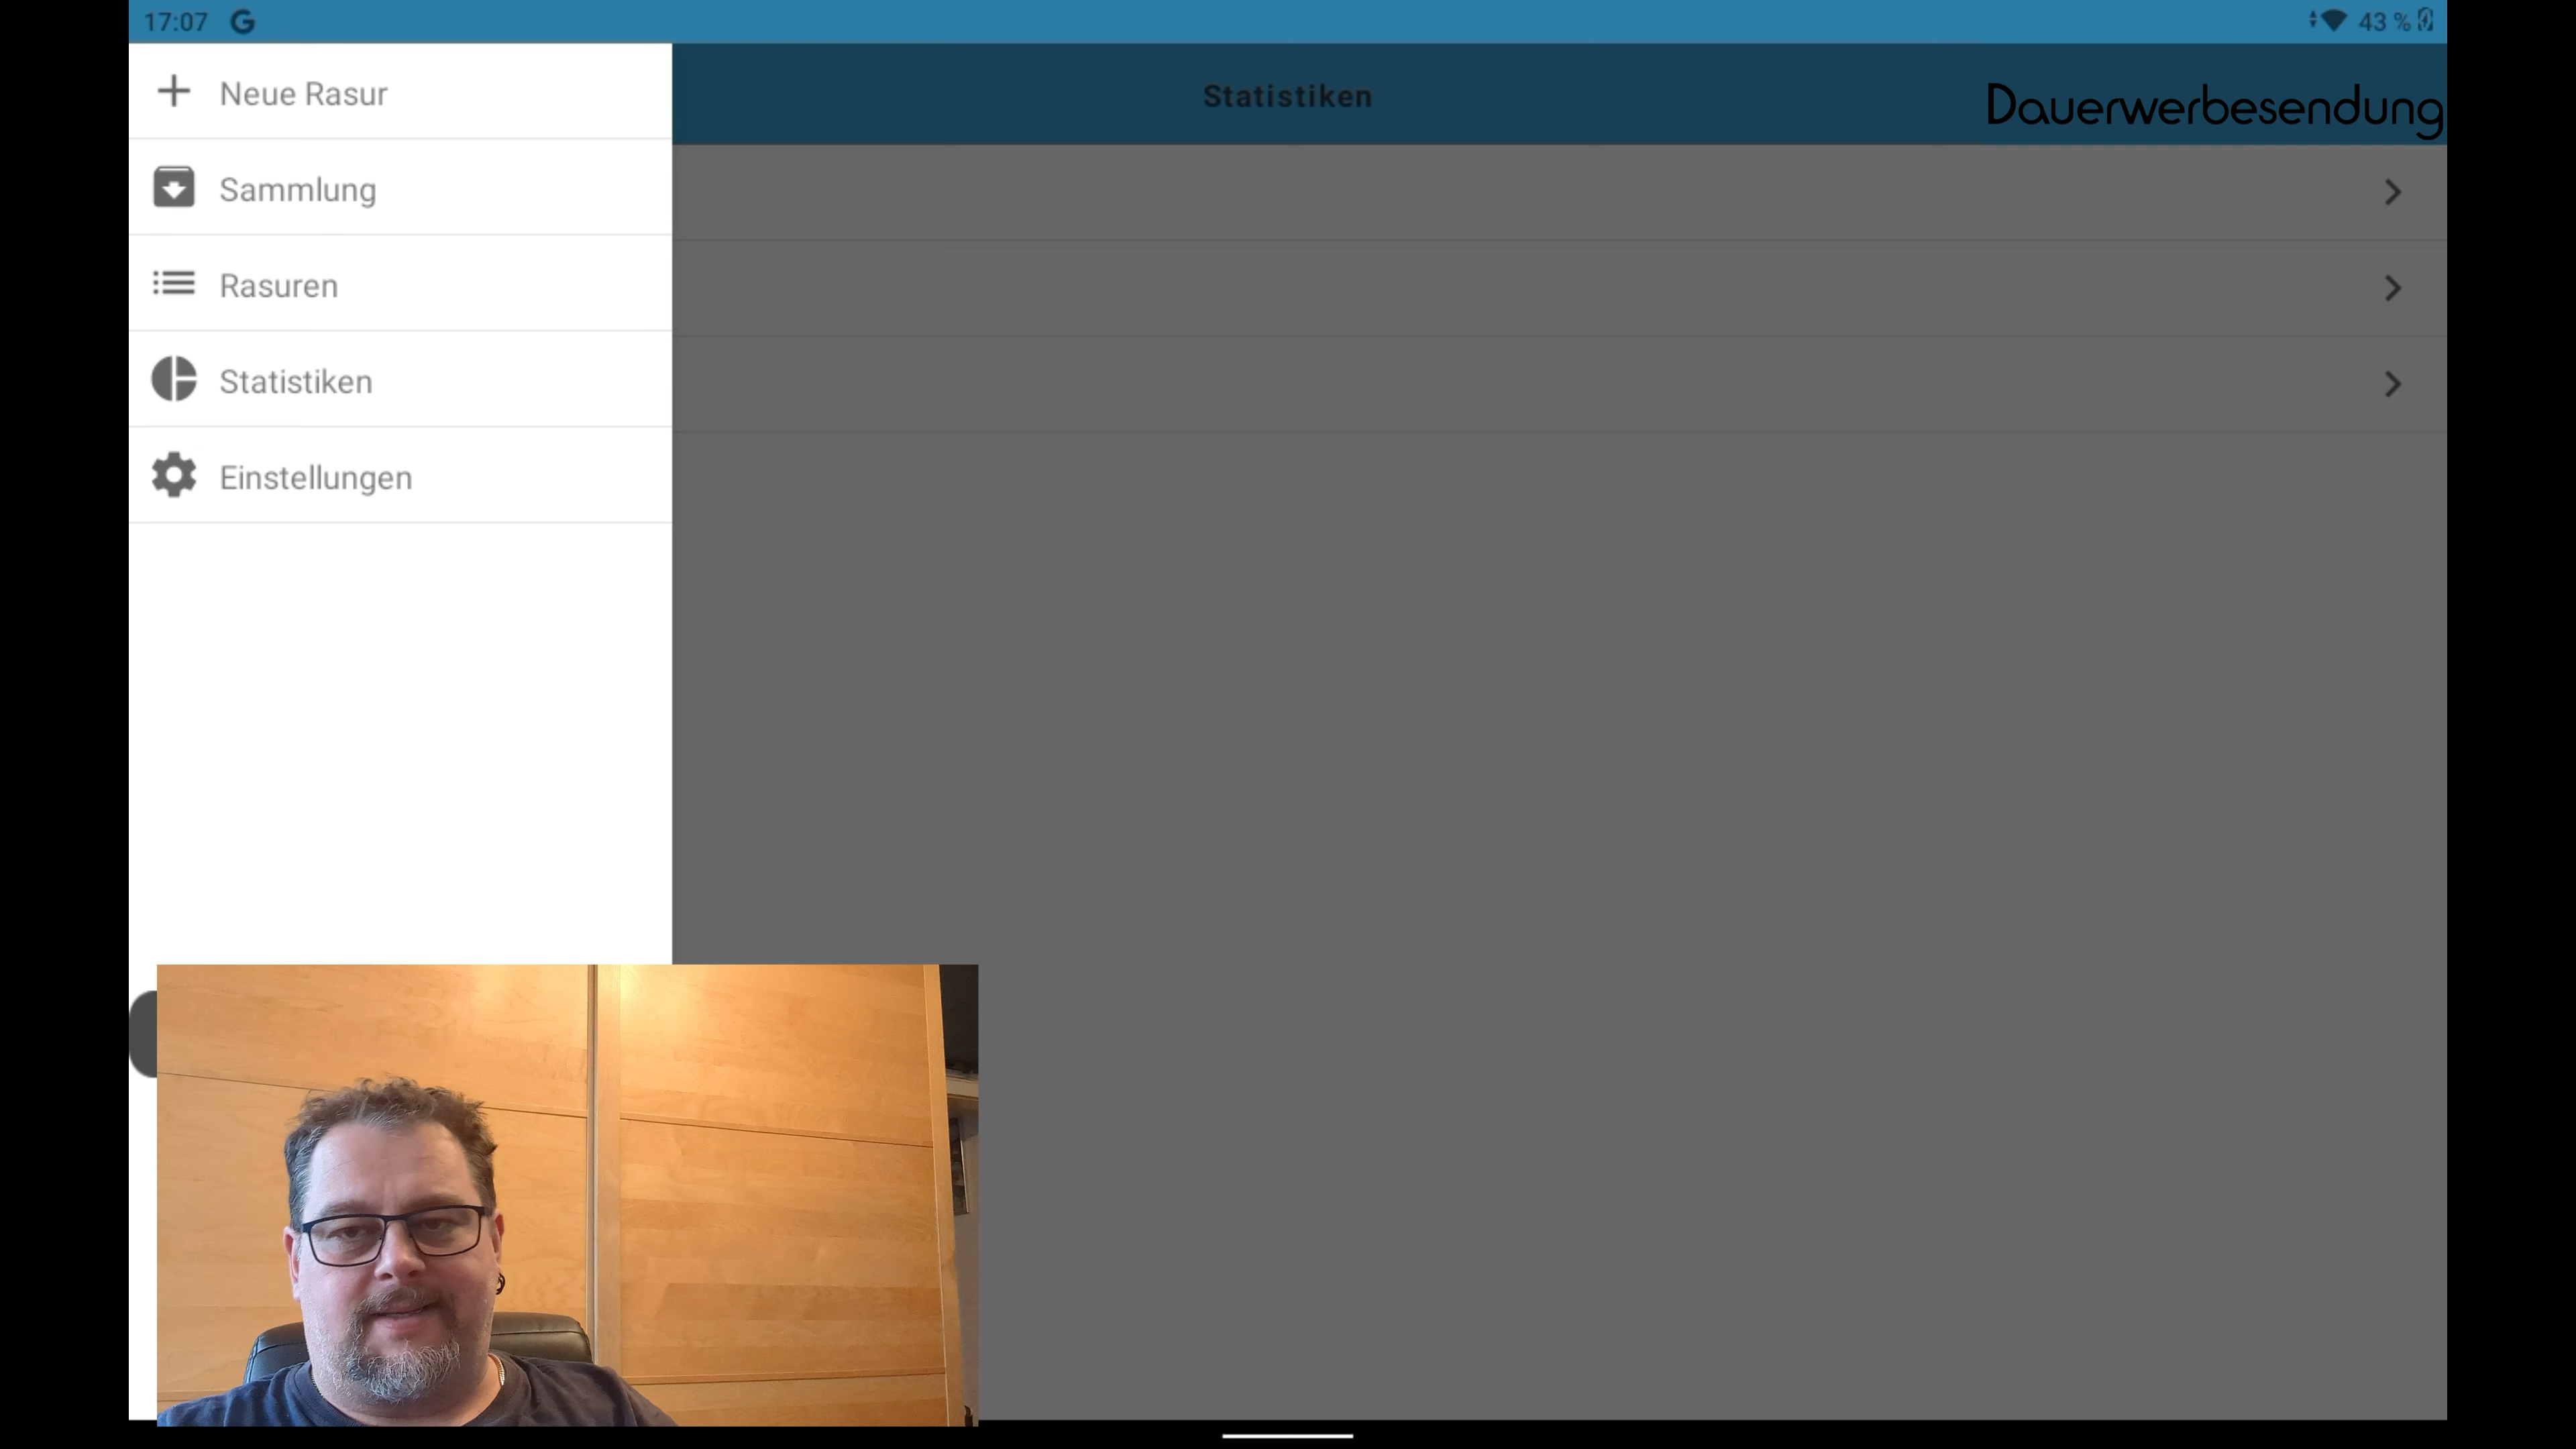 17:07 G 43 %
Neue Rasur
Statistiken
Dauerwerbesendung
Sammlung
Rasuren
Statistiken
Einstellungen